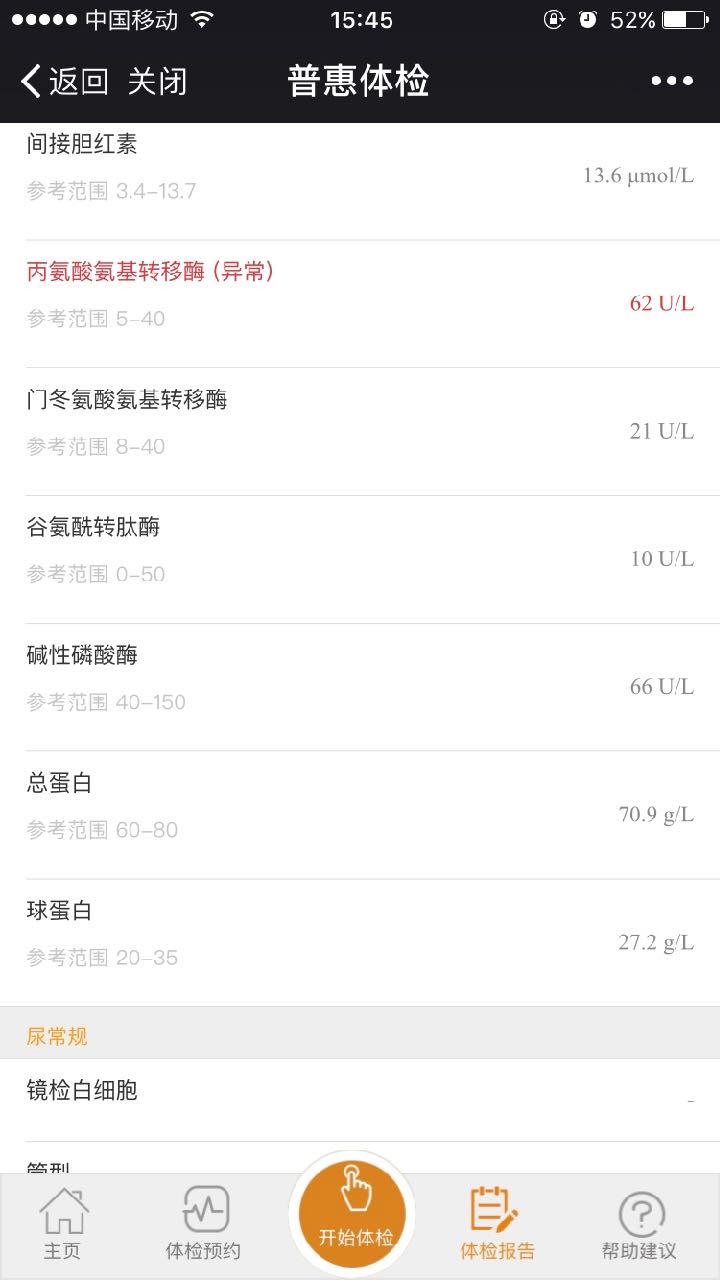 中国移动 15:45 52%
返回 关闭 普惠体检
间接胆红素
13.6 μmol/L
参考范围 3.4-13.7
丙氨酸氨基转移酶 (异常)
62 U/L
参考范围 5-40
门冬氨酸氨基转移酶
21 U/L
参考范围 8-40
谷氨酰转肽酶
10 U/L
参考范围 0-50
碱性磷酸酶
66 U/L
参考范围 40-150
总蛋白
70.9 g/L
参考范围 60-80
球蛋白
27.2 g/L
参考范围 20-35
尿常规
镜检白细胞
-
管型
开始体检
主页 体检预约 体检报告 帮助建议